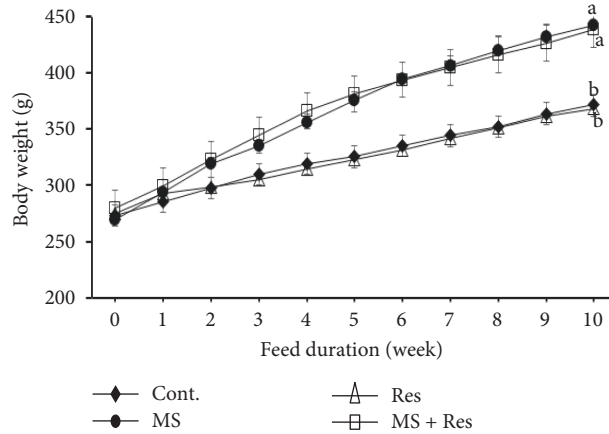 450
a
a
400
350
b
b
300
250
200
Body weight (g)
0 1 2 3 4 5 6 7 8 9 10
Feed duration (week)
Cont. Res
MS MS + Res